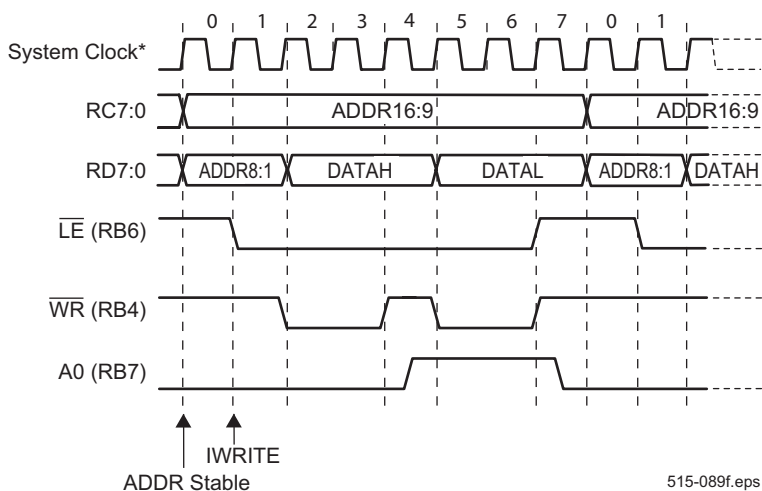 0 1 2 3 4 5 6 7 0 1
System Clock*
RC7:0 ADDR16:9 ADDR16:9
RD7:0 ADDR8:1 DATAH DATAL ADDR8:1 DATAH
LE (RB6)
WR (RB4)
A0 (RB7)
IWRITE
ADDR Stable
515-089f.eps